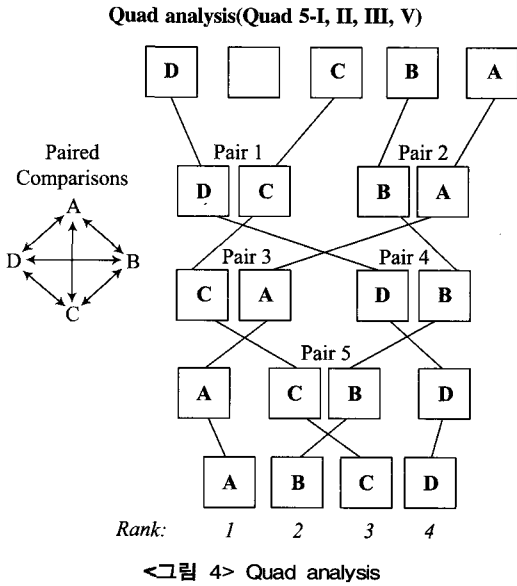 Quad analysis(Quad 5-I, II, III, V)
D C B A
Pair 1 Pair 2
D C B A
Paired
Comparisons
A
D B
C
Pair 3 Pair 4
C A D B
Pair 5
A C B D
A B C D
Rank: 1 2 3 4
<그림 4> Quad analysis